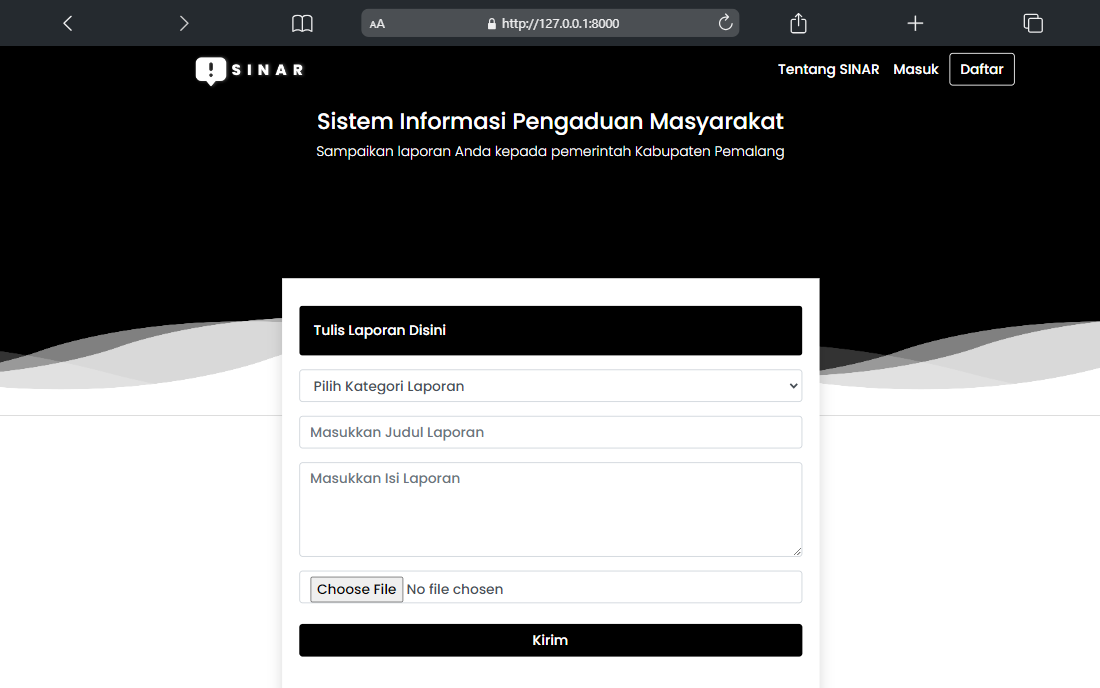 AA http://127.0.0.1:8000
SINAR Tentang SINAR Masuk Daftar
Sistem Informasi Pengaduan Masyarakat
Sampaikan laporan Anda kepada pemerintah Kabupaten Pemalang
Tulis Laporan Disini
Pilih Kategori Laporan
Masukkan Judul Laporan
Masukkan Isi Laporan
Choose File No file chosen
Kirim